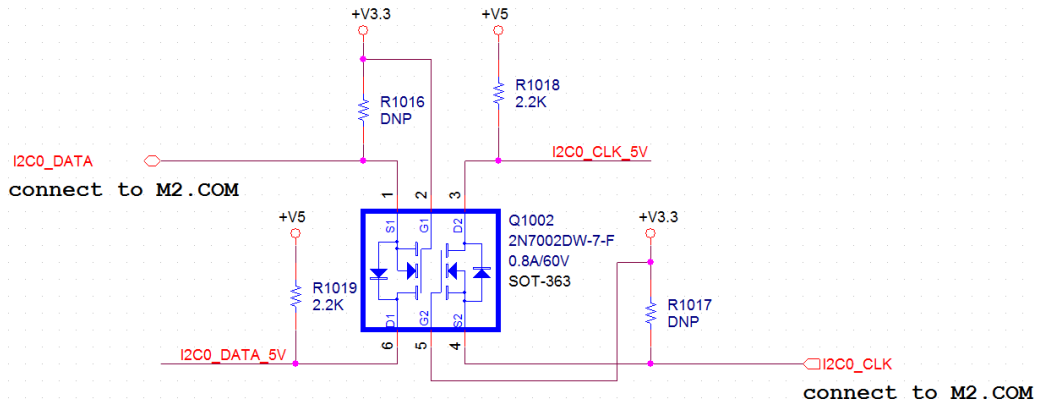 +V3.3
+V5
R1016
DNP
R1018
2.2K
I2C0_DATA
I2C0_CLK_5V
connect to M2.COM
1
2
3
S1
G1
D2
+V5
Q1002
2N7002DW-7-F
0.8A/60V
SOT-363
+V3.3
R1019
2.2K
R1017
DNP
D1
G2
S2
6
5
4
I2C0_DATA_5V
I2C0_CLK
connect to M2.COM